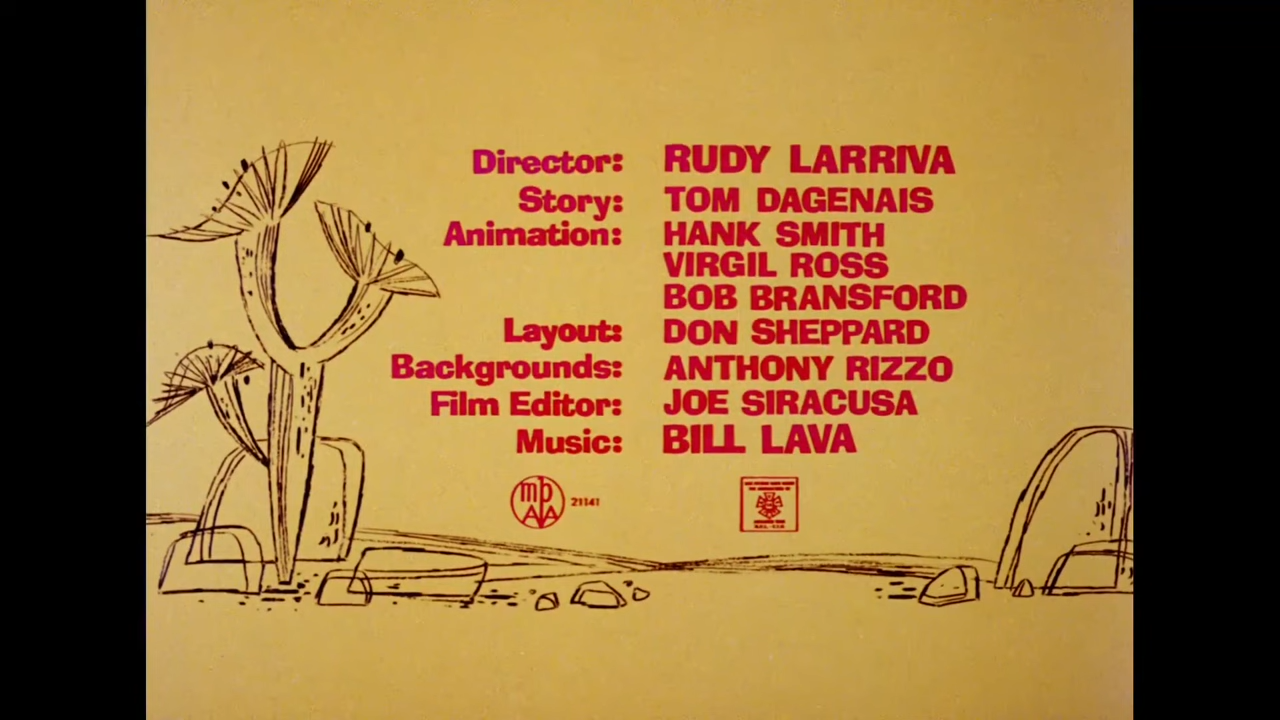 Director: RUDY LARRIVA
Story: TOM DAGENAIS
Animation: HANK SMITH
VIRGIL ROSS
BOB BRANSFORD
Layout: DON SHEPPARD
Backgrounds: ANTHONY RIZZO
Film Editor: JOE SIRACUSA
Music: BILL LAVA
mpAA 21141